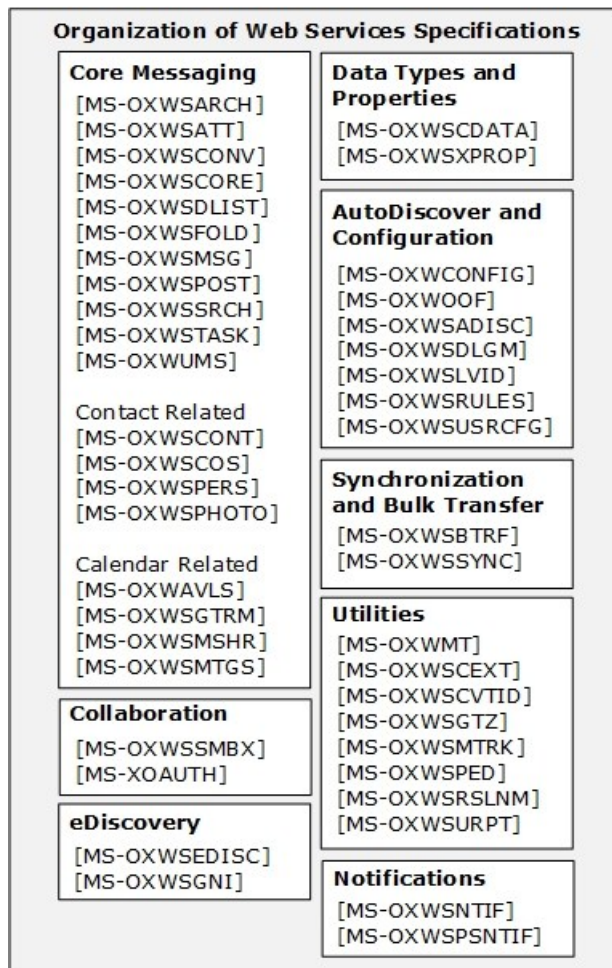 Organization of Web Services Specifications
Core Messaging
[MS-OXWSARCH]
[MS-OXWSATT]
[MS-OXWSCONV]
[MS-OXWSCORE]
[MS-OXWSDLIST]
[MS-OXWSFOLD]
[MS-OXWSMSG]
[MS-OXWSPOST]
[MS-OXWSSRCH]
[MS-OXWSTASK]
[MS-OXWUMS]
Contact Related
[MS-OXWSCONT]
[MS-OXWSCOS]
[MS-OXWSPERS]
[MS-OXWSPHOTO]
Calendar Related
[MS-OXWAVLS]
[MS-OXWSGTRM]
[MS-OXWSMSHR]
[MS-OXWSMTGS]
Collaboration
[MS-OXWSSMBX]
[MS-XOAUTH]
eDiscovery
[MS-OXWSEDISC]
[MS-OXWSGNI]
Data Types and
Properties
[MS-OXWSCDATA]
[MS-OXWSXPROP]
AutoDiscover and
Configuration
[MS-OXWCONFIG]
[MS-OXWOOF]
[MS-OXWSADISC]
[MS-OXWSDLGM]
[MS-OXWSLVID]
[MS-OXWSRULES]
[MS-OXWSUSRCFG]
Synchronization
and Bulk Transfer
[MS-OXWSBTRF]
[MS-OXWSSYNC]
Utilities
[MS-OXWMT]
[MS-OXWSCEXT]
[MS-OXWSCVTID]
[MS-OXWSGTZ]
[MS-OXWSMTRK]
[MS-OXWSPED]
[MS-OXWSRSLNM]
[MS-OXWSURPT]
Notifications
[MS-OXWSNTIF]
[MS-OXWSPSNTIF]